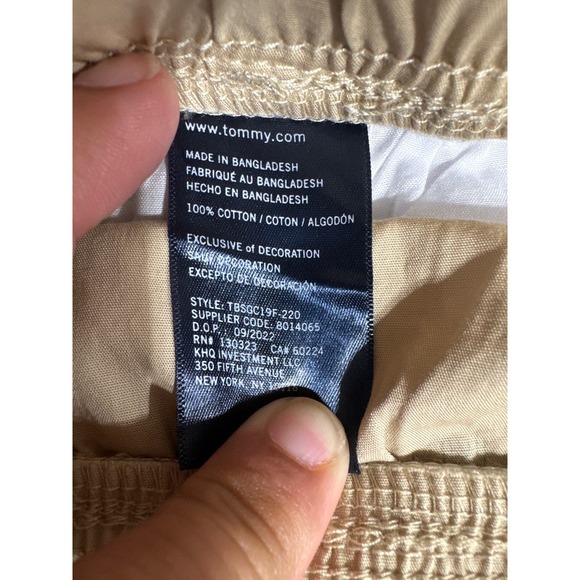 www.tommy.com
MADE IN BANGLADESH
FABRIQUÉ AU BANGLADESH
HECHO EN BANGLADESH
100% COTTON / COTON / ALGODÓN
EXCLUSIVE of DECORATION
SAUF DECORATION
EXCEPTO DE DECORACIÓN
STYLE: TBSQC19F-220
SUPPLIER CODE: 8014065
D.O.P.: 09/2022
RN# 130323 CA# 60224
KHQ INVESTMENT LLC
350 FIFTH AVENUE
NEW YORK, NY